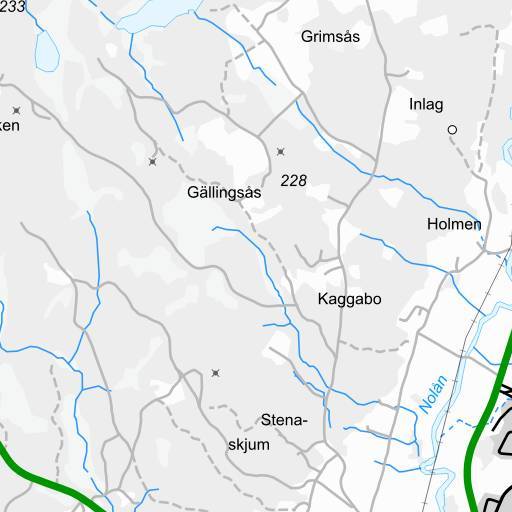 233
Grimsås
Inlag
ken
228
Gällingsås
Holmen
Kaggabo
Nolån
Stena-
skjum